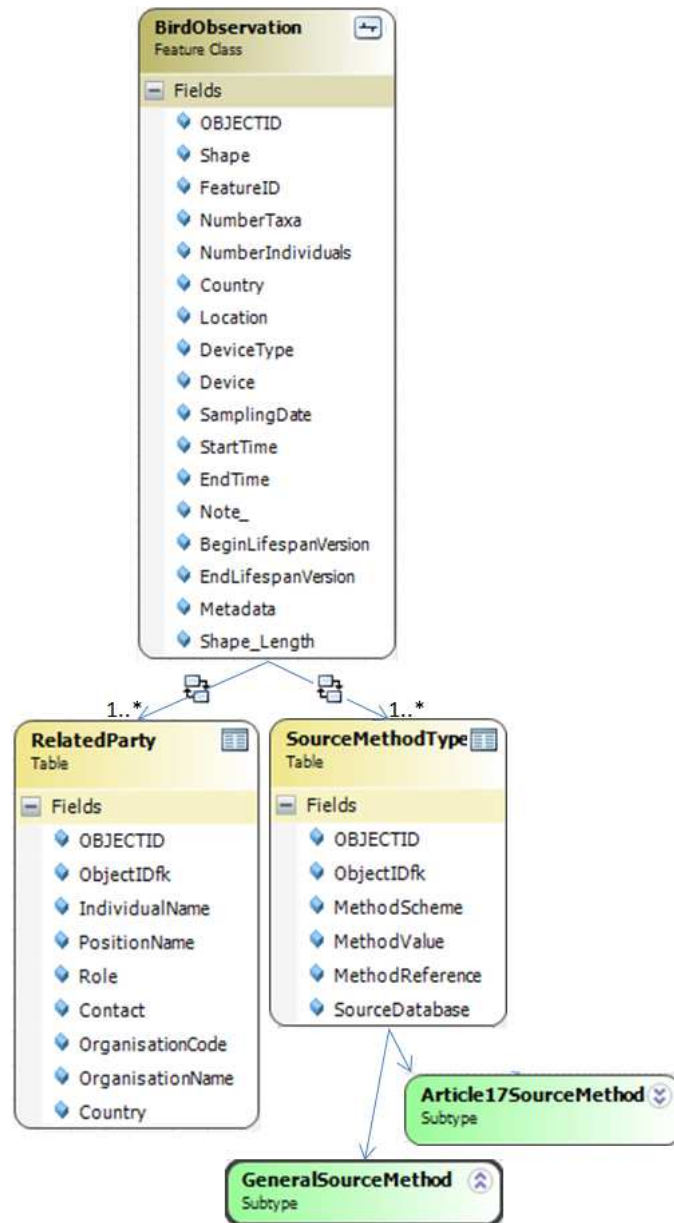 BirdObservation
Feature Class
Fields
OBJECTID
Shape
FeatureID
NumberTaxa
NumberIndividuals
Country
Location
DeviceType
Device
SamplingDate
StartTime
EndTime
Note_
BeginLifespanVersion
EndLifespanVersion
Metadata
Shape_Length
1..*
RelatedParty
Table
Fields
OBJECTID
ObjectIDfk
IndividualName
PositionName
Role
Contact
OrganisationCode
OrganisationName
Country
1..*
SourceMethodType
Table
Fields
OBJECTID
ObjectIDfk
MethodScheme
MethodValue
MethodReference
SourceDatabase
Article17SourceMethod
Subtype
GeneralSourceMethod
Subtype